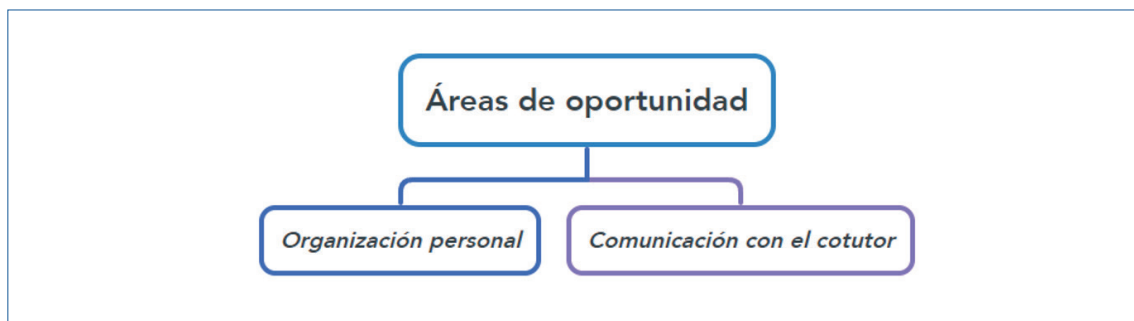 Áreas de oportunidad
Organización personal
Comunicación con el cotutor